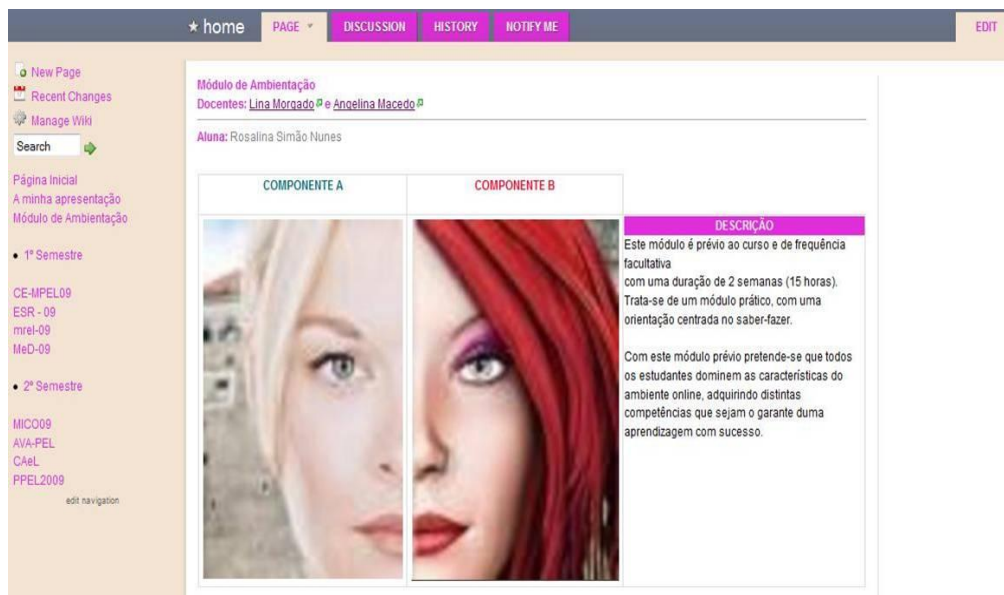 home
PAGE
DISCUSSION
HISTORY
NOTIFY ME
EDIT
New Page
Recent Changes
Manage Wiki
Search
Página Inicial
A minha apresentação
Módulo de Ambientação
1º Semestre
CE-MPEL09
ESR - 09
mrel-09
MeD-09
2º Semestre
MICO09
AVA-PEL
CAeL
PPEL2009
edit navigation
Módulo de Ambientação
Docentes: Lina Morgado e Angelina Macedo
Aluna: Rosalina Simão Nunes
COMPONENTE A
COMPONENTE B
DESCRIÇÃO
Este módulo é prévio ao curso e de frequência
facultativa
com uma duração de 2 semanas (15 horas).
Trata-se de um módulo prático, com uma
orientação centrada no saber-fazer.
Com este módulo prévio pretende-se que todos
os estudantes dominem as características do
ambiente online, adquirindo distintas
competências que sejam o garante duma
aprendizagem com sucesso.